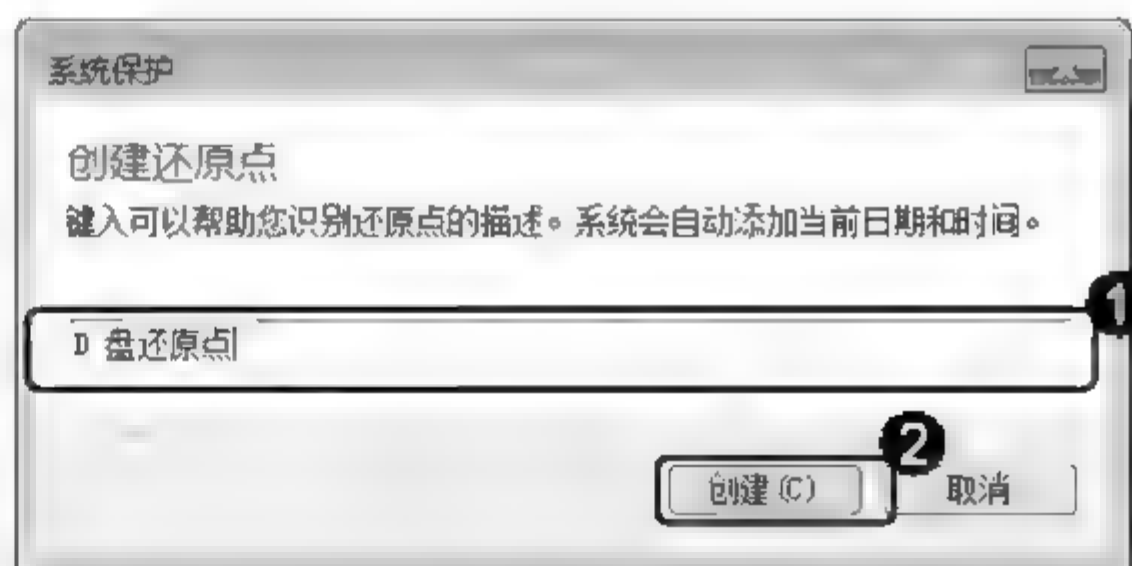 系统保护
创建还原点
键入可以帮助您识别还原点的描述。系统会自动添加当前日期和时间。
1
D 盘还原点
2
创建(C) 取消